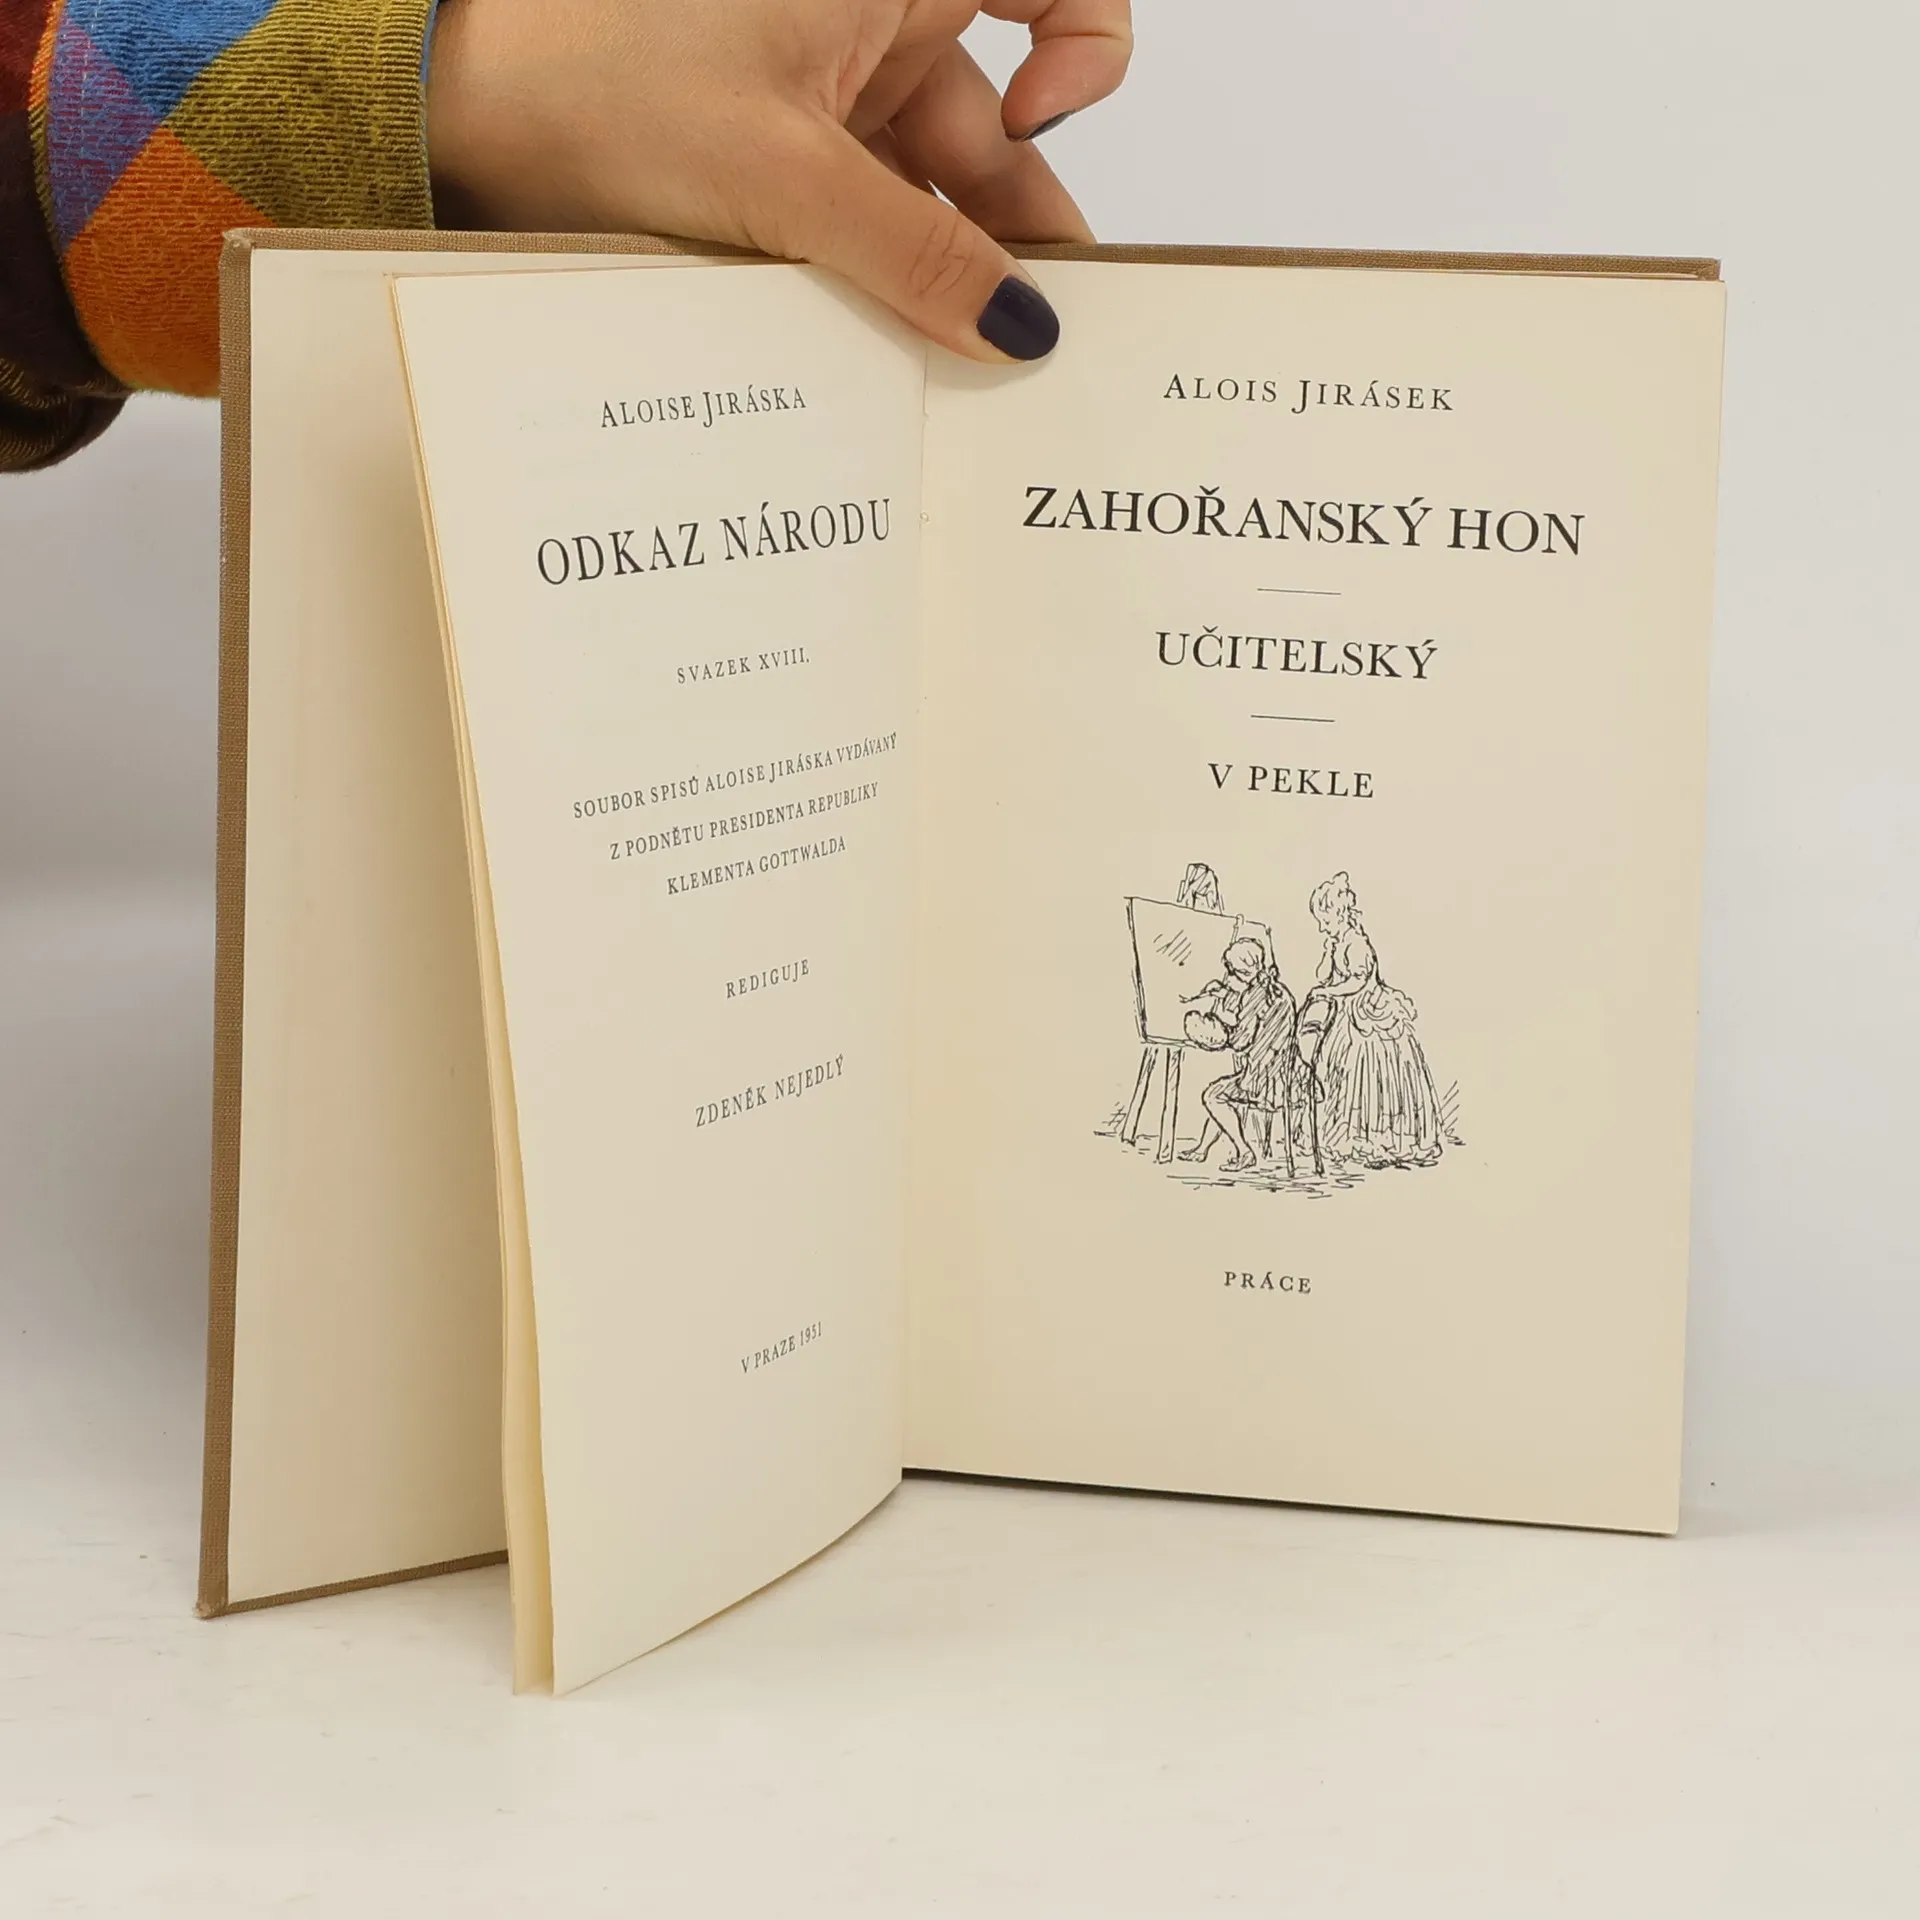 ALOISE JIRÁSKA
ODKAZ NÁRODU
SVAZEK XVIII.
SOUBOR SPISŮ ALOISE JIRÁSKA VYDÁVANÝ
Z PODNĚTU PRESIDENTA REPUBLIKY
KLEMENTA GOTTWALDA
REDIGUJE
ZDENĚK NEJEDLÝ
V PRAZE 1951
ALOIS JIRÁSEK
ZAHOŘANSKÝ HON
UČITELSKÝ
V PEKLE
PRÁCE